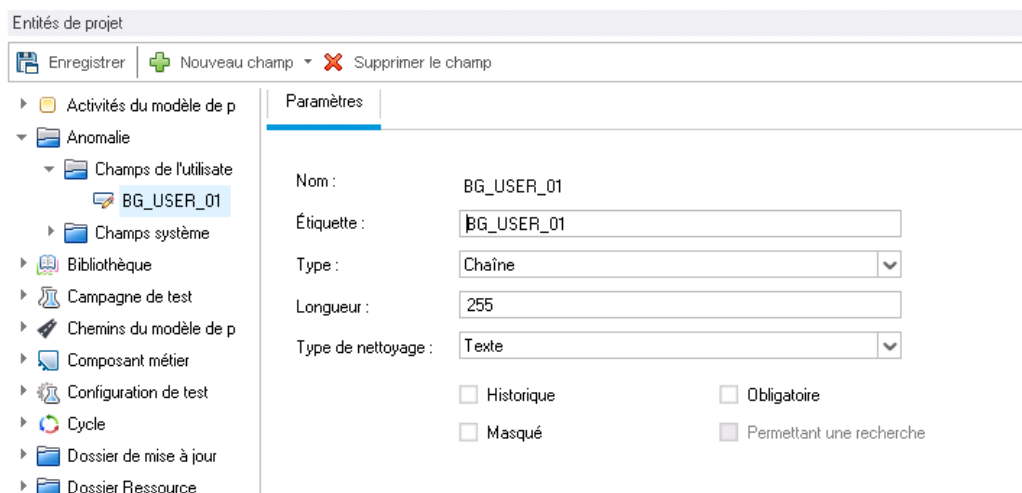 Entités de projet
Enregistrer Nouveau champ Supprimer le champ
Activités du modèle de p
Anomalie
Champs de l'utilisate
BG_USER_01
Champs système
Bibliothèque
Campagne de test
Chemins du modèle de p
Composant métier
Configuration de test
Cycle
Dossier de mise à jour
Dossier Ressource
Paramètres
Nom : BG_USER_01
Étiquette : BG_USER_01
Type : Chaîne
Longueur : 255
Type de nettoyage : Texte
Historique Obligatoire
Masqué Permettant une recherche